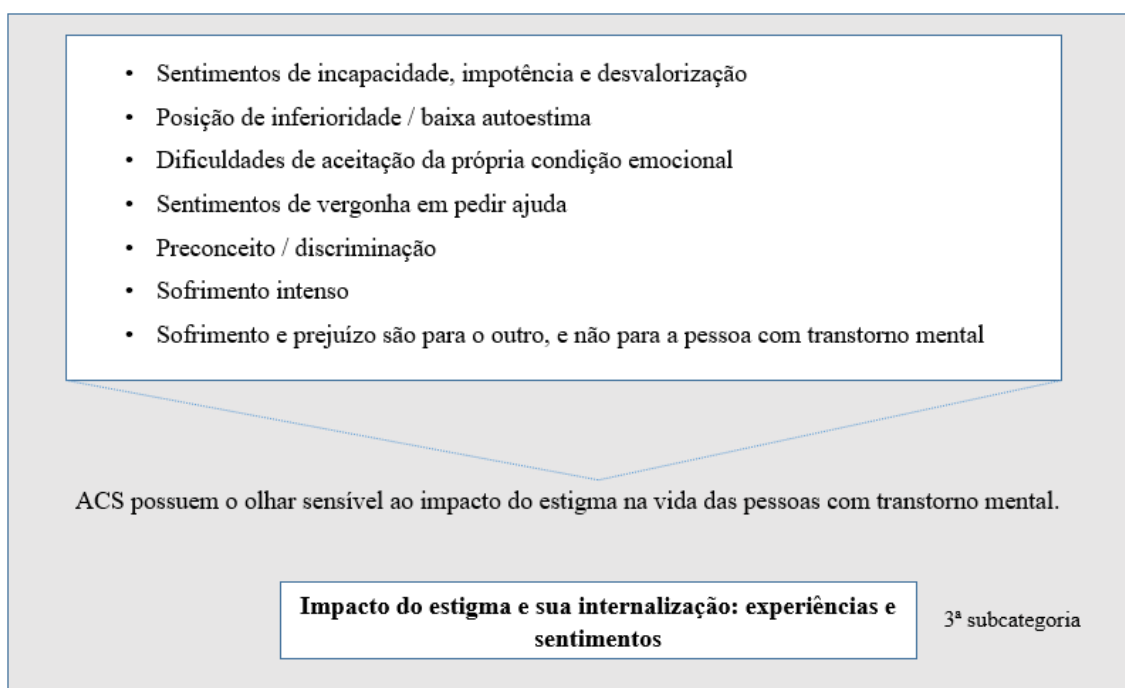 • Sentimentos de incapacidade, impotência e desvalorização
• Posição de inferioridade / baixa autoestima
• Dificuldades de aceitação da própria condição emocional
• Sentimentos de vergonha em pedir ajuda
• Preconceito / discriminação
• Sofrimento intenso
• Sofrimento e prejuízo são para o outro, e não para a pessoa com transtorno mental
ACS possuem o olhar sensível ao impacto do estigma na vida das pessoas com transtorno mental.
Impacto do estigma e sua internalização: experiências e
sentimentos
3ª subcategoria